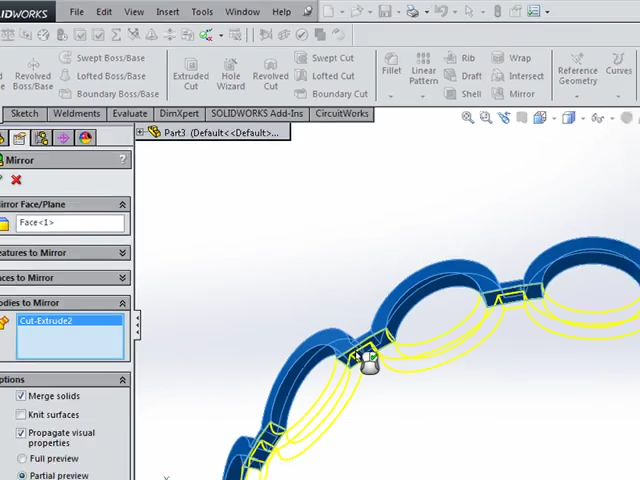 SOLIDWORKS File Edit View Insert Tools Window Help
Swept Boss/Base Swept Cut Rib Wrap
Revolved Boss/Base Lofted Boss/Base Extruded Cut Hole Wizard Revolved Cut Lofted Cut Fillet Linear Pattern Draft Intersect Reference Geometry Curves
Boundary Boss/Base Boundary Cut Shell Mirror
Sketch Weldments Evaluate DimXpert SOLIDWORKS Add-Ins CircuitWorks
Part3 (Default<<Default>...
Mirror ?
irror Face/Plane
Face<1>
eatures to Mirror
aces to Mirror
odies to Mirror
Cut-Extrude2
ptions
Merge solids
Knit surfaces
Propagate visual
properties
Full preview
Partial preview